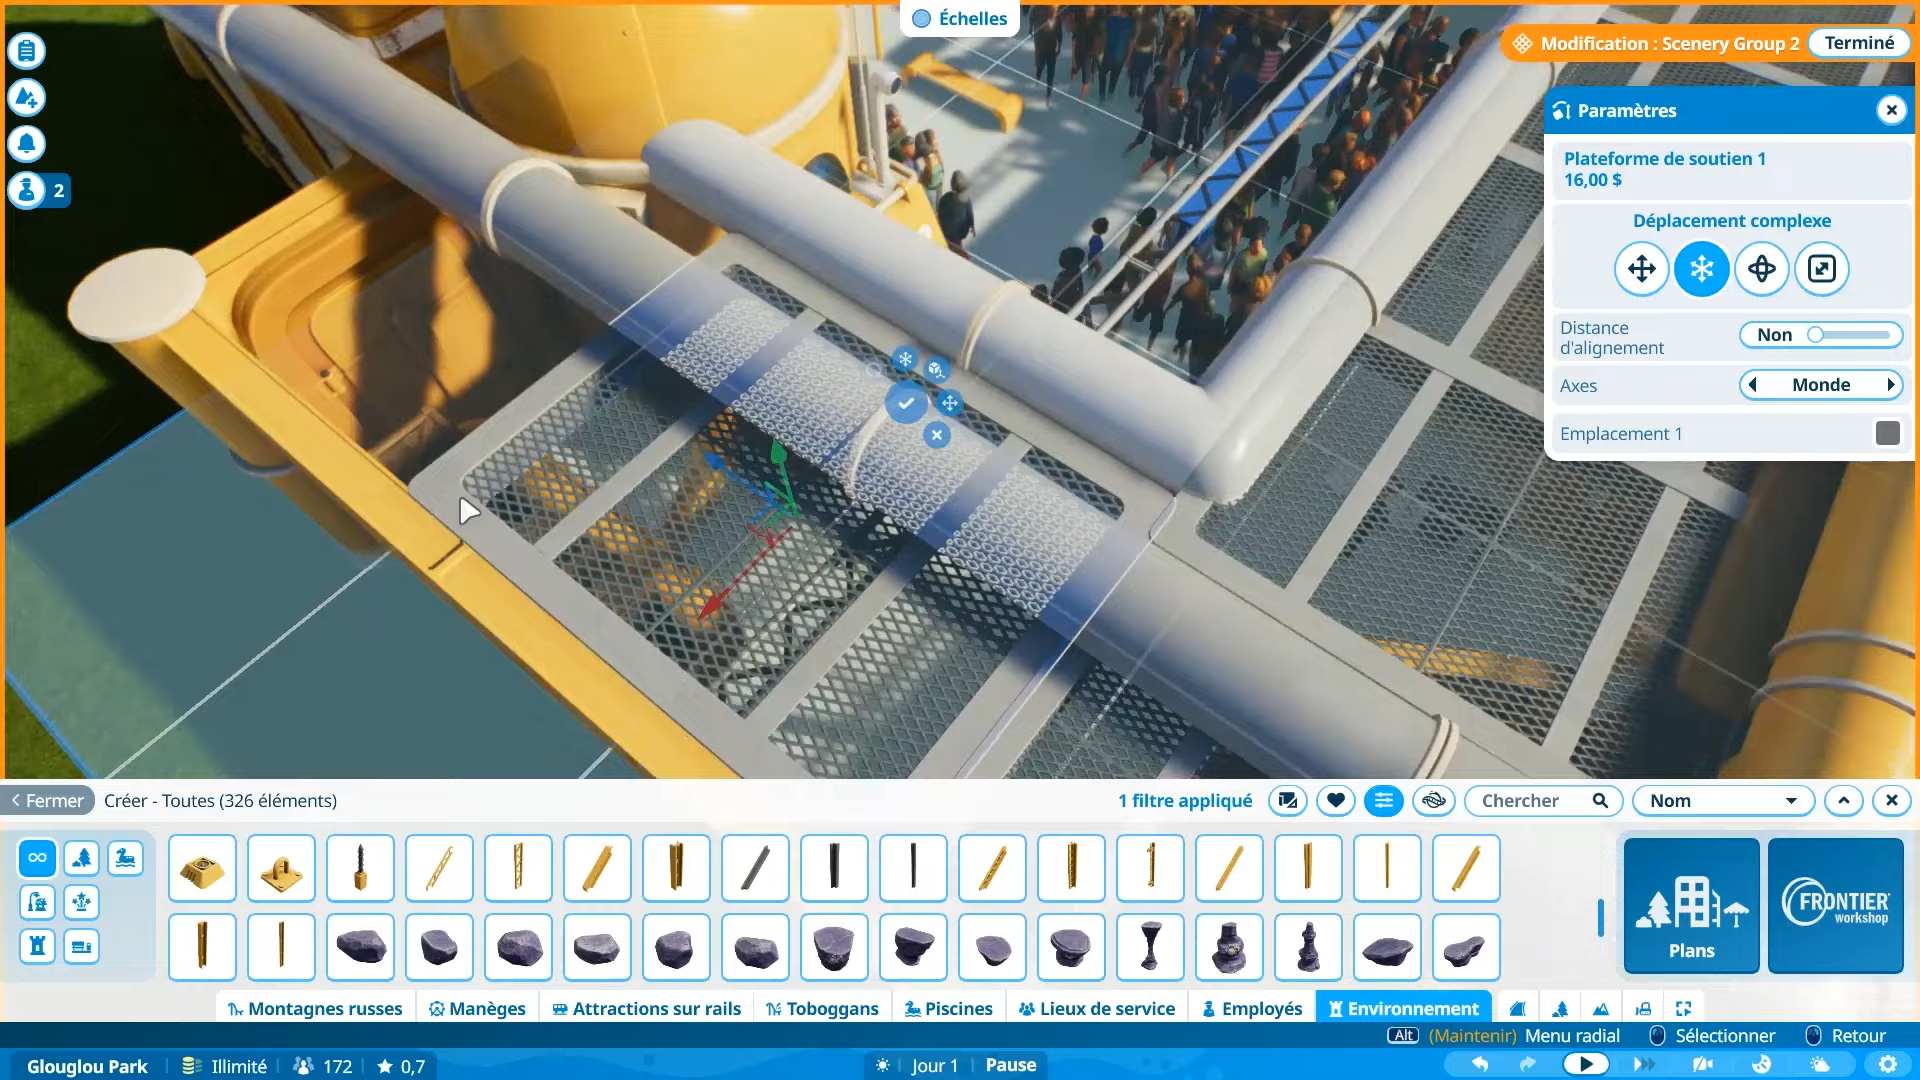 Échelles
2
Modification : Scenery Group 2
Terminé
Paramètres
Plateforme de soutien 1
16,00 $
Déplacement complexe
Distance
d'alignement
Non
Axes
Monde
Emplacement 1
Fermer
Créer - Toutes (326 éléments)
1 filtre appliqué
Chercher
Nom
Plans
FRONTIER
workshop
Montagnes russes
Manèges
Attractions sur rails
Toboggans
Piscines
Lieux de service
Employés
Environnement
Alt
(Maintenir) Menu radial
Sélectionner
Retour
Glouglou Park
Illimité
172
0,7
Jour 1
Pause